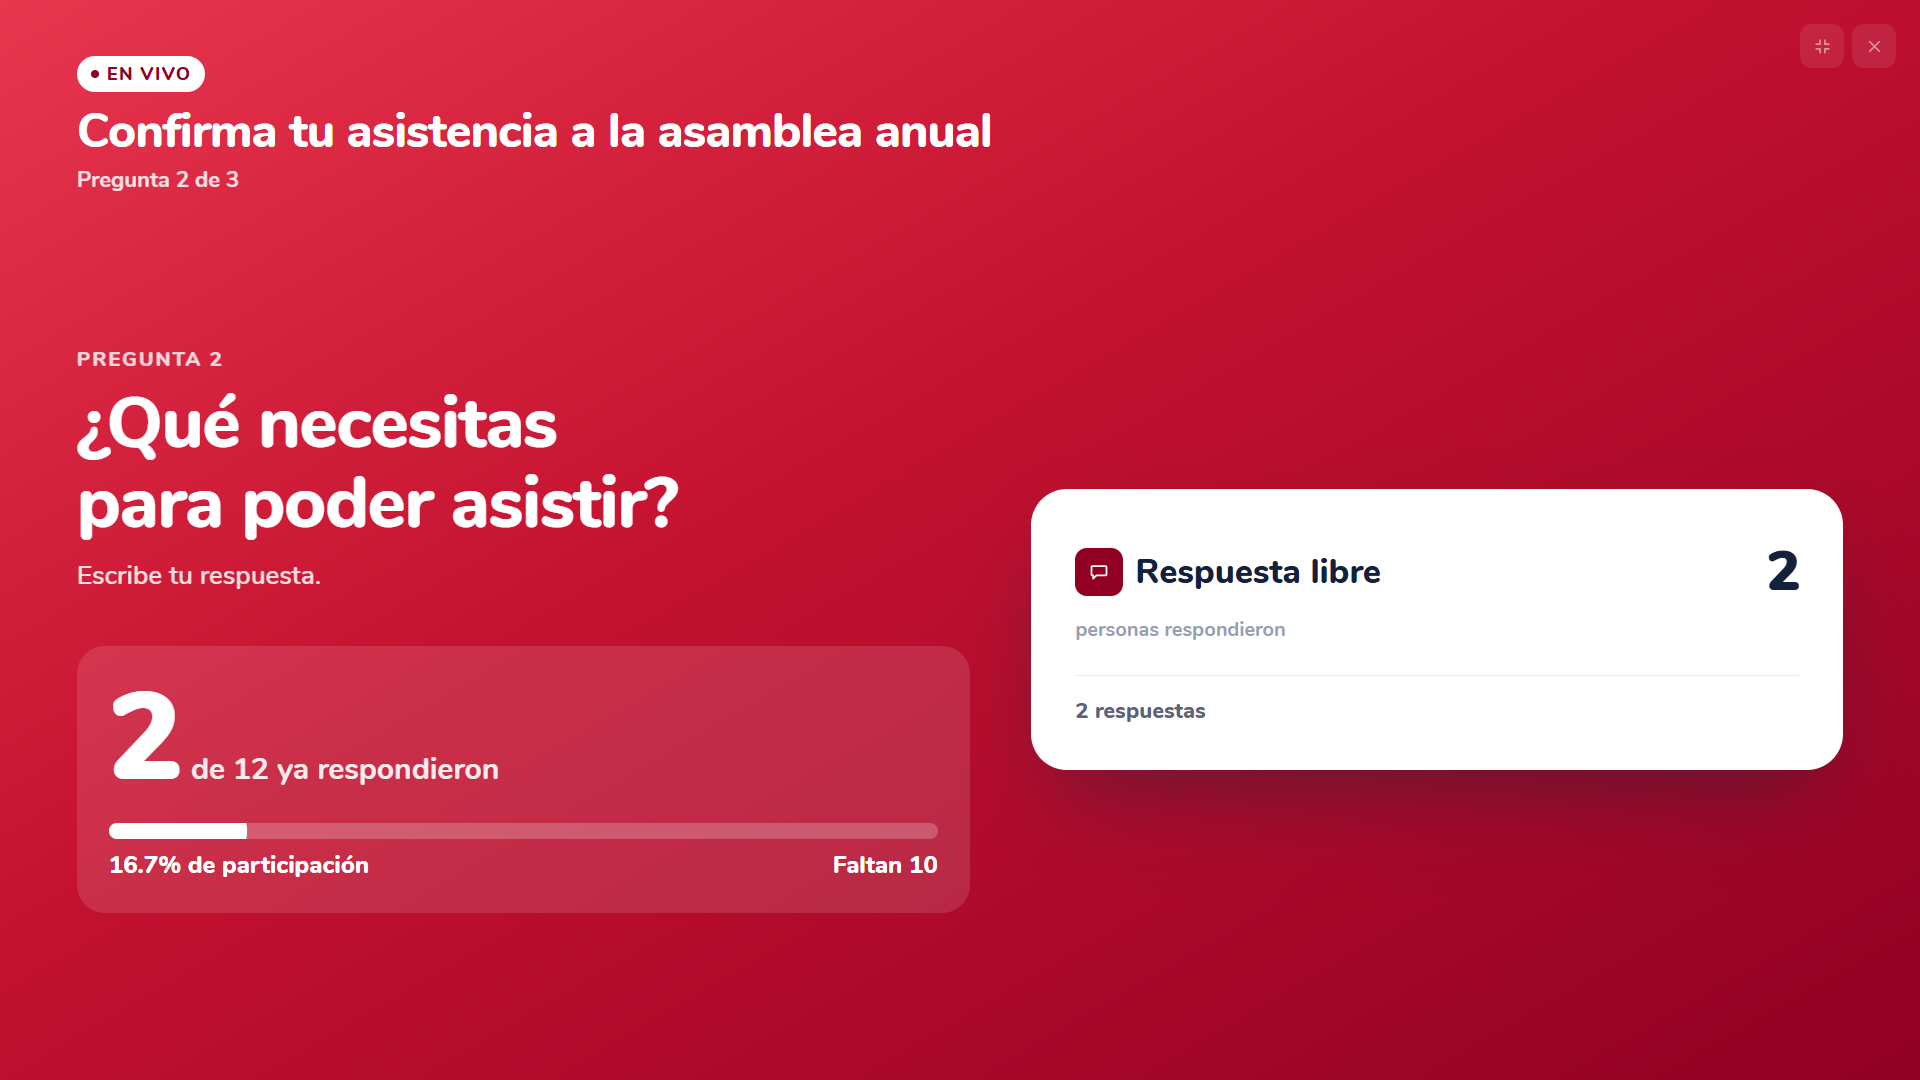 EN VIVO
Confirma tu asistencia a la asamblea anual
Pregunta 2 de 3
PREGUNTA 2
¿Qué necesitas
para poder asistir?
Escribe tu respuesta.
2 de 12 ya respondieron
16.7% de participación
Faltan 10
Respuesta libre
2
personas respondieron
2 respuestas